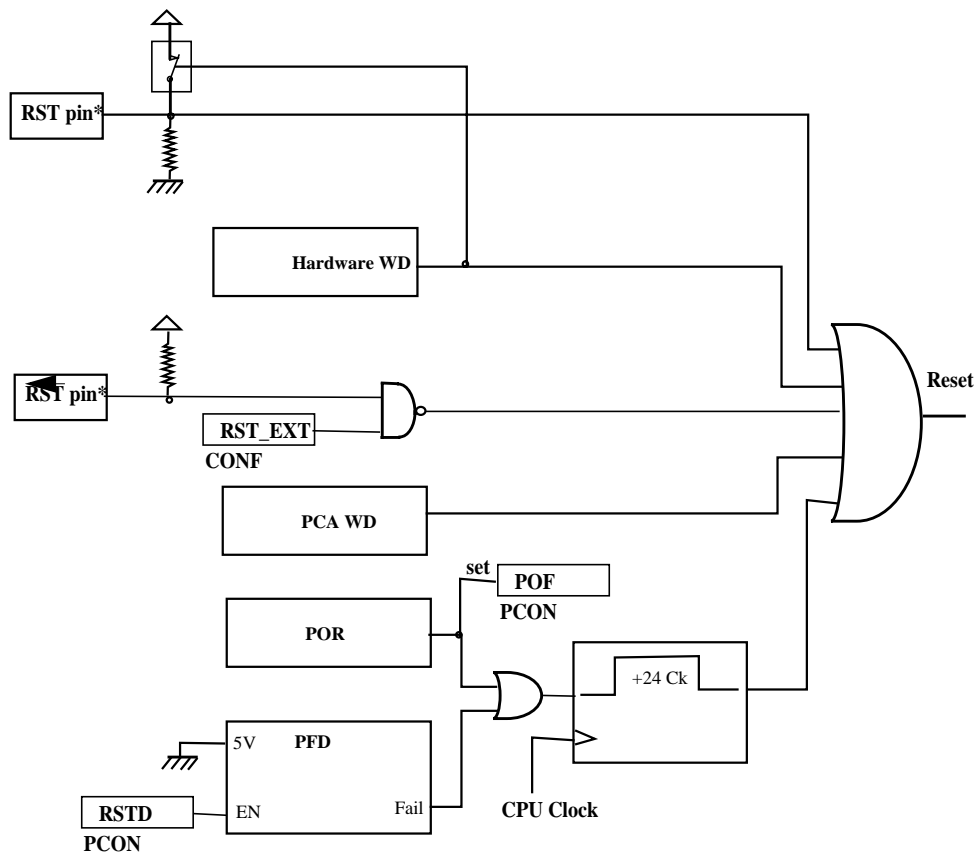 RST pin*
Hardware WD
RST pin*
RST_EXT
CONF
Reset
PCA WD
set
POF
PCON
POR
+24 Ck
5V
PFD
RSTD
EN
Fail
PCON
CPU Clock